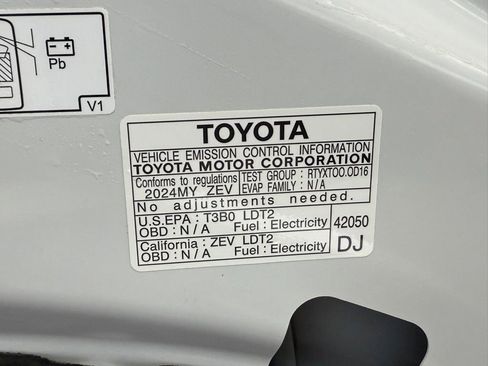 Pb
V1
TOYOTA
VEHICLE EMISSION CONTROL INFORMATION
TOYOTA MOTOR CORPORATION
Conforms to regulations
2024MY ZEV
TEST GROUP : RTYXT00.0D16
EVAP FAMILY : N/A
No adjustments needed.
U.S.EPA : T3B0 LDT2
OBD : N/A Fuel : Electricity
42050
California : ZEV LDT2
OBD : N/A Fuel : Electricity
DJ